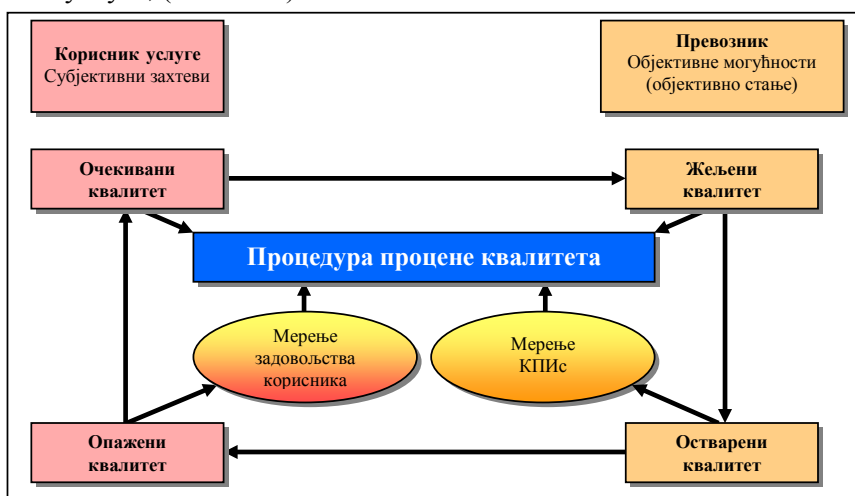 Корисник услуге
Субјективни захтеви
Превозник
Објективне могућности
(објективно стање)
Очекивани
квалитет
Жељени
квалитет
Процедура процене квалитета
Мерење
задовољства
корисника
Мерење
КПИс
Опажени
квалитет
Остварени
квалитет